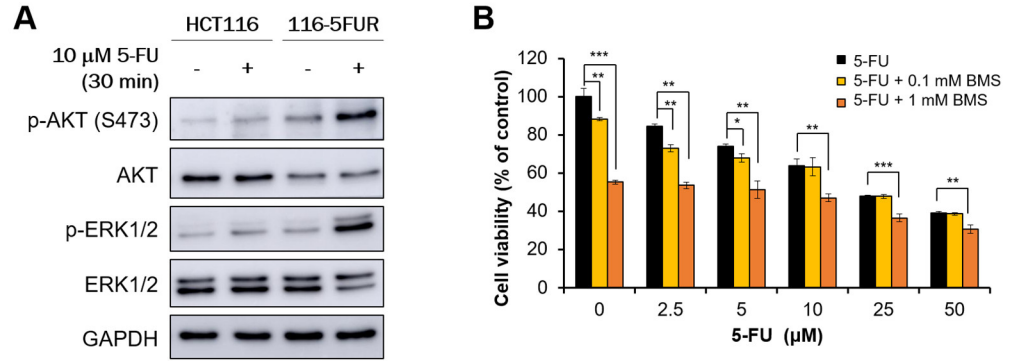 A
HCT116 116-5FUR
10 µM 5-FU
(30 min)
- + - +
p-AKT (S473)
AKT
p-ERK1/2
ERK1/2
GAPDH
B
5-FU
5-FU + 0.1 mM BMS
5-FU + 1 mM BMS
Cell viability (% of control)
120
100
80
60
40
20
0
***
**
**
**
**
*
**
***
**
0 2.5 5 10 25 50
5-FU (µM)